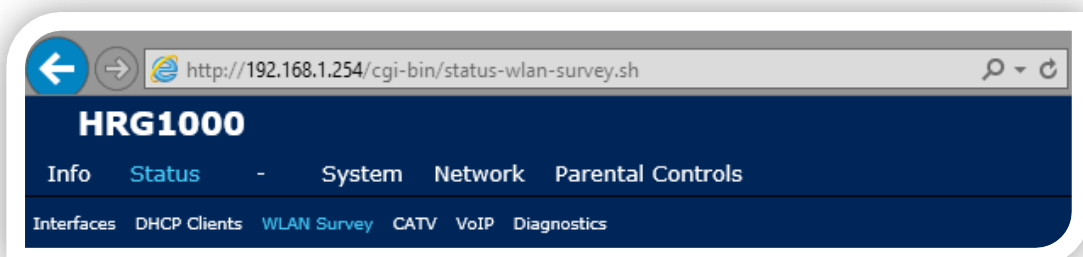 http://192.168.1.254/cgi-bin/status-wlan-survey.sh
HRG1000
Info Status - System Network Parental Controls
Interfaces DHCP Clients WLAN Survey CATV VoIP Diagnostics